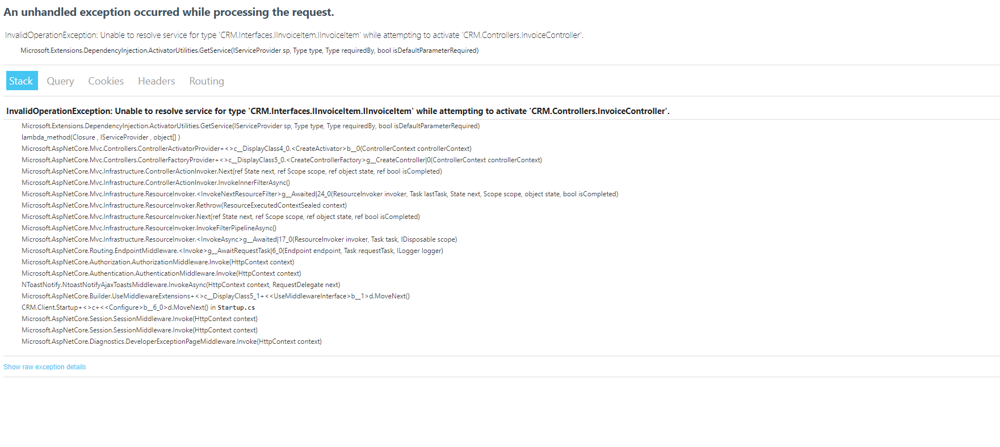 An unhandled exception occurred while processing the request.
InvalidOperationException: Unable to resolve service for type 'CRM.Interfaces.IInvoiceItem.IInvoiceItem' while attempting to activate 'CRM.Controllers.InvoiceController'.
Microsoft.Extensions.DependencyInjection.ActivatorUtilities.GetService(IServiceProvider sp, Type type, Type requiredBy, bool isDefaultParameterRequired)
Stack Query Cookies Headers Routing
InvalidOperationException: Unable to resolve service for type 'CRM.Interfaces.IInvoiceItem.IInvoiceItem' while attempting to activate 'CRM.Controllers.InvoiceController'.
Microsoft.Extensions.DependencyInjection.ActivatorUtilities.GetService(IServiceProvider sp, Type type, Type requiredBy, bool isDefaultParameterRequired)
lambda_method(Closure , IServiceProvider , object[] )
Microsoft.AspNetCore.Mvc.Controllers.ControllerActivatorProvider+<>c__DisplayClass4_0.<CreateActivator>b__0(ControllerContext controllerContext)
Microsoft.AspNetCore.Mvc.Controllers.ControllerFactoryProvider+<>c__DisplayClass5_0.<CreateControllerFactory>g__CreateController|0(ControllerContext controllerContext)
Microsoft.AspNetCore.Mvc.Infrastructure.ControllerActionInvoker.Next(ref State next, ref Scope scope, ref object state, ref bool isCompleted)
Microsoft.AspNetCore.Mvc.Infrastructure.ControllerActionInvoker.InvokeInnerFilterAsync()
Microsoft.AspNetCore.Mvc.Infrastructure.ResourceInvoker.<InvokeNextResourceFilter>g__Awaited|24_0(ResourceInvoker invoker, Task lastTask, State next, Scope scope, object state, bool isCompleted)
Microsoft.AspNetCore.Mvc.Infrastructure.ResourceInvoker.Rethrow(ResourceExecutedContextSealed context)
Microsoft.AspNetCore.Mvc.Infrastructure.ResourceInvoker.Next(ref State next, ref Scope scope, ref object state, ref bool isCompleted)
Microsoft.AspNetCore.Mvc.Infrastructure.ResourceInvoker.InvokeFilterPipelineAsync()
Microsoft.AspNetCore.Mvc.Infrastructure.ResourceInvoker.<InvokeAsync>g__Awaited|17_0(ResourceInvoker invoker, Task task, IDisposable scope)
Microsoft.AspNetCore.Routing.EndpointMiddleware.<Invoke>g__AwaitRequestTask|6_0(Endpoint endpoint, Task requestTask, ILogger logger)
Microsoft.AspNetCore.Authorization.AuthorizationMiddleware.Invoke(HttpContext context)
Microsoft.AspNetCore.Authentication.AuthenticationMiddleware.Invoke(HttpContext context)
NToastNotify.NtoastNotifyAjaxToastsMiddleware.InvokeAsync(HttpContext context, RequestDelegate next)
Microsoft.AspNetCore.Builder.UseMiddlewareExtensions+<>c__DisplayClass5_1+<<UseMiddlewareInterface>b__1>d.MoveNext()
CRM.Client.Startup+<>c+<<Configure>b__6_0>d.MoveNext() in Startup.cs
Microsoft.AspNetCore.Session.SessionMiddleware.Invoke(HttpContext context)
Microsoft.AspNetCore.Session.SessionMiddleware.Invoke(HttpContext context)
Microsoft.AspNetCore.Diagnostics.DeveloperExceptionPageMiddleware.Invoke(HttpContext context)
Show raw exception details